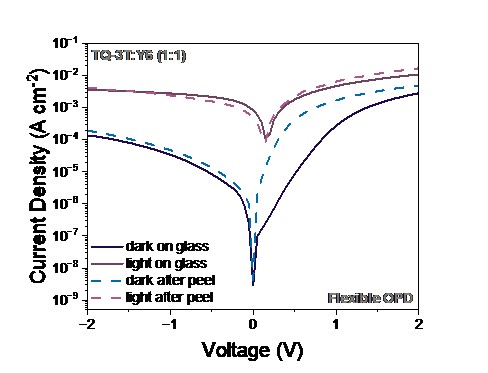 TQ-3T:Y6 (1:1)
10⁻¹
10⁻²
10⁻³
10⁻⁴
10⁻⁵
10⁻⁶
10⁻⁷
10⁻⁸
10⁻⁹
Current Density (A cm⁻²)
dark on glass
light on glass
dark after peel
light after peel
Flexible OPD
−2 −1 0 1 2
Voltage (V)